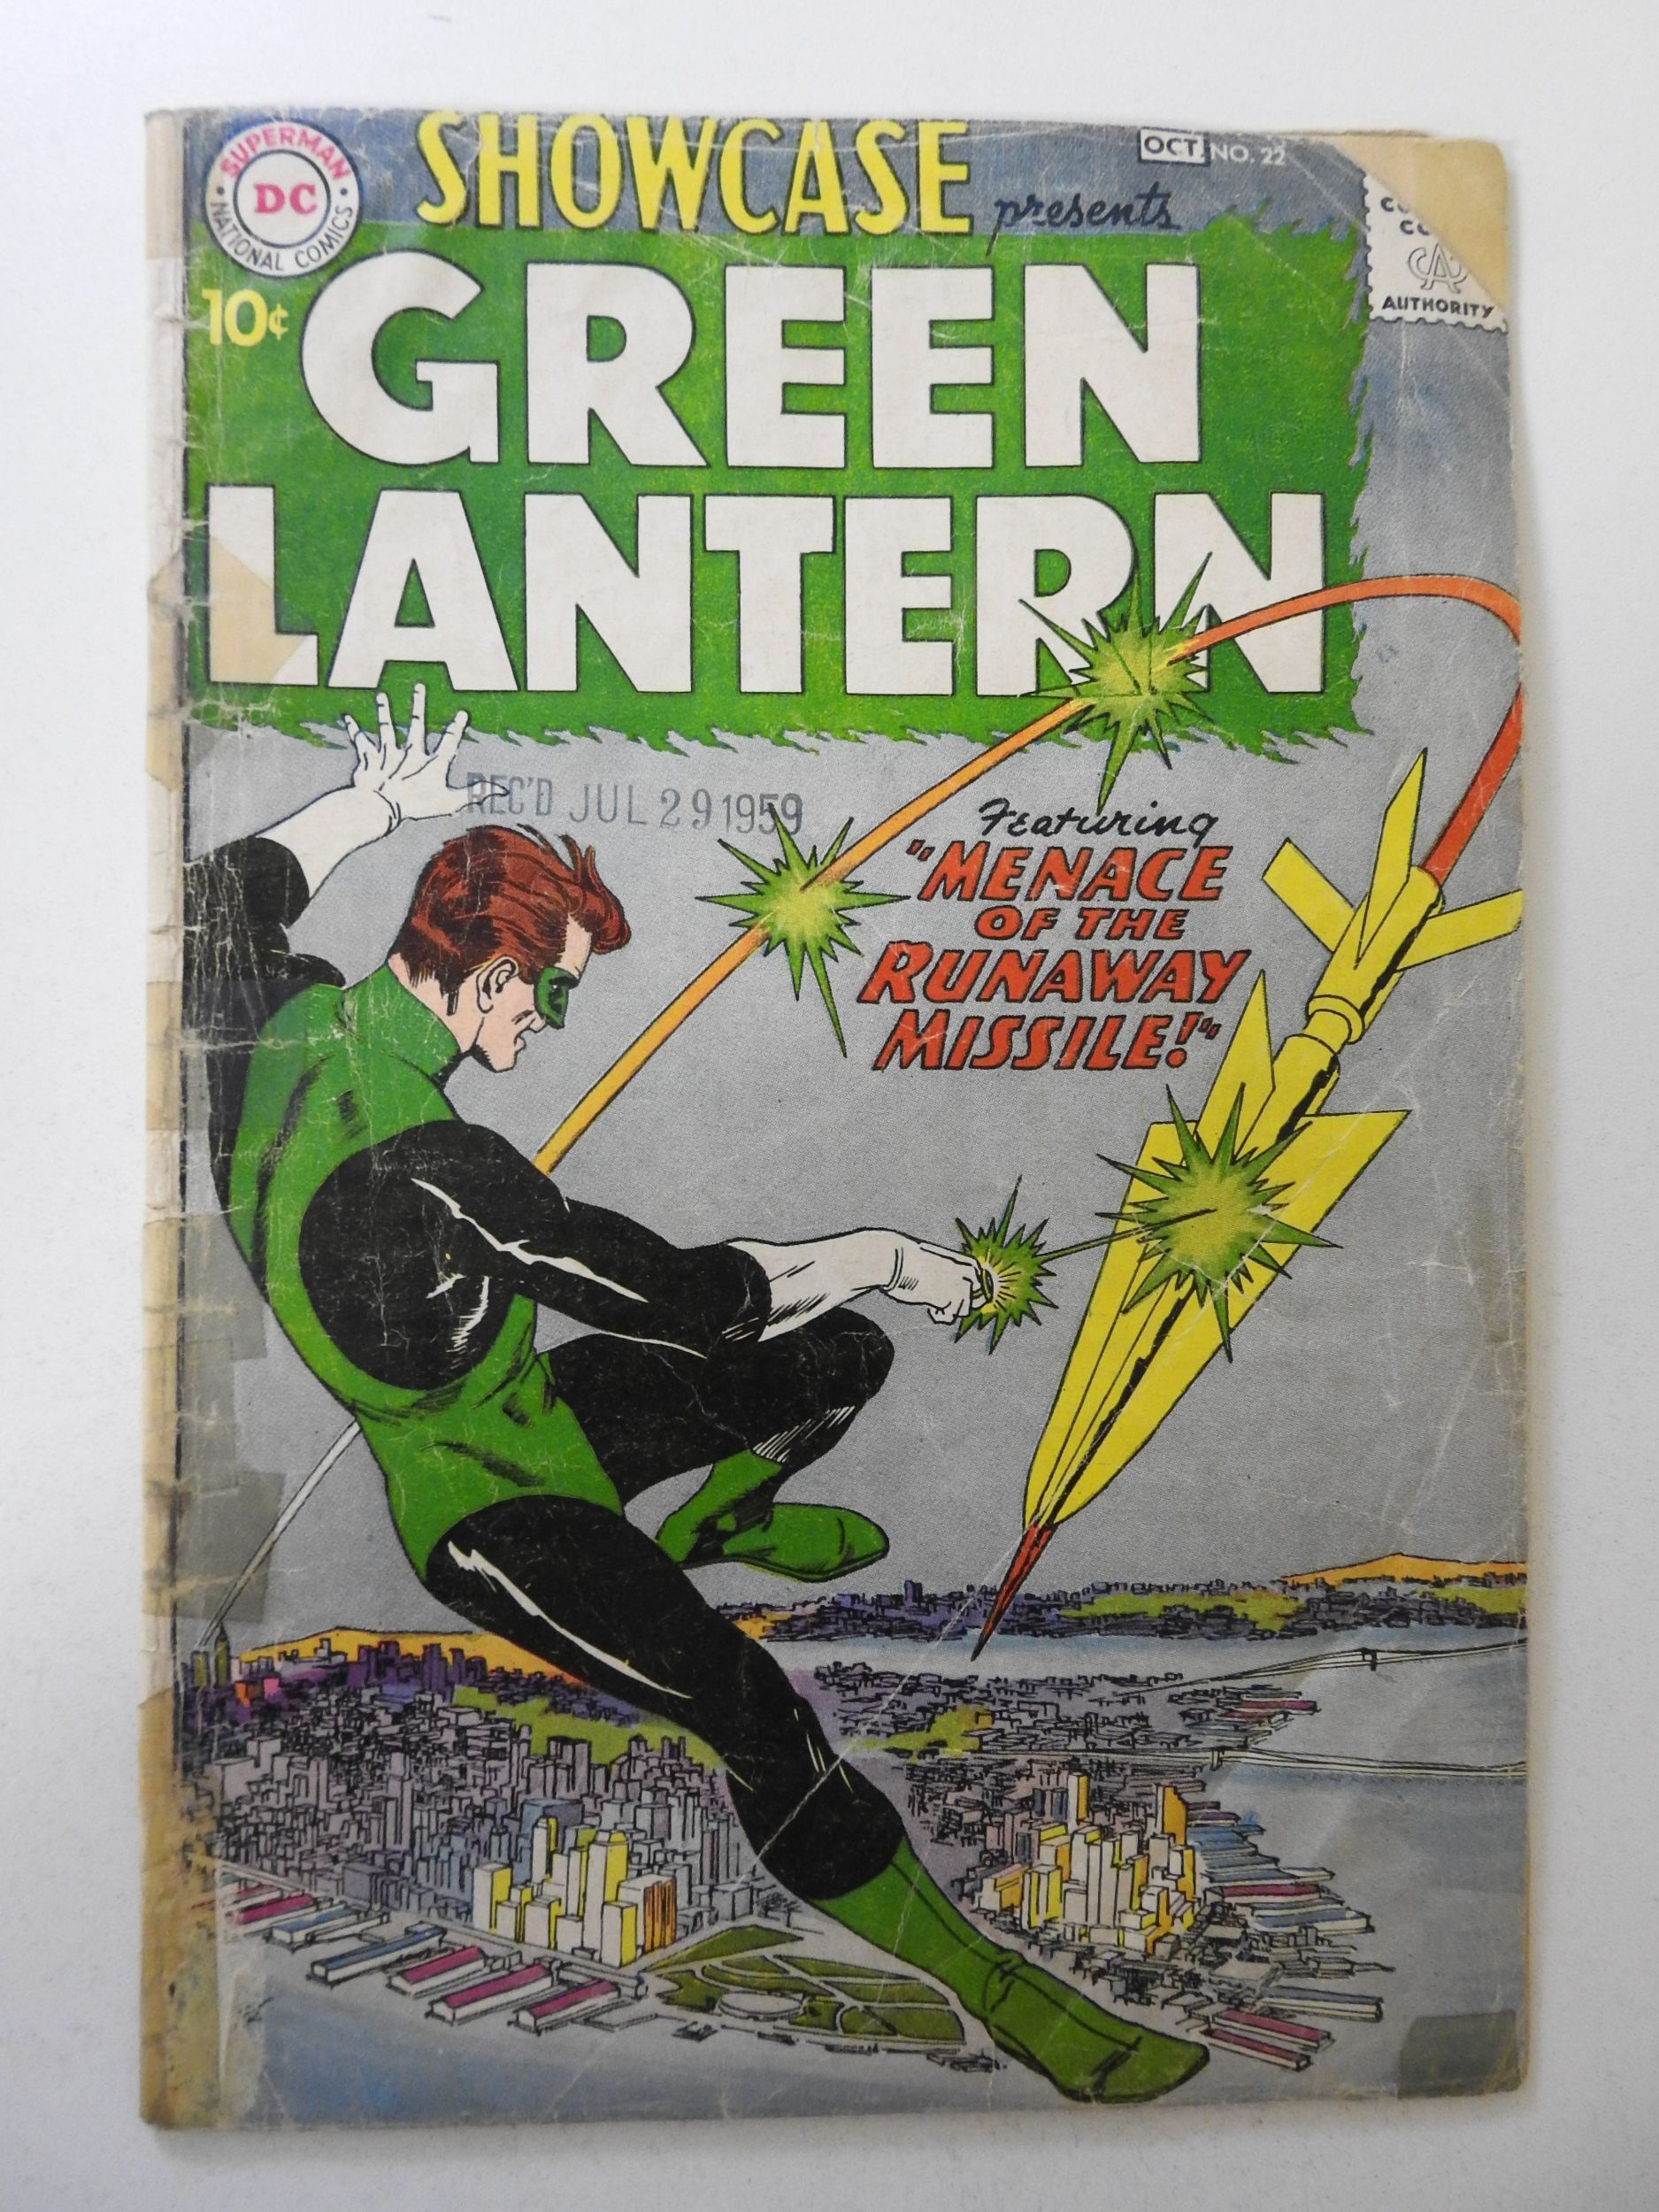 SUPERMAN
DC
NATIONAL COMICS
SHOWCASE
presents
OCT. NO. 22
AUTHORITY
10¢
GREEN
LANTERN
REC'D JUL 29 1959
Featuring
"MENACE
OF THE
RUNAWAY
MISSILE!"